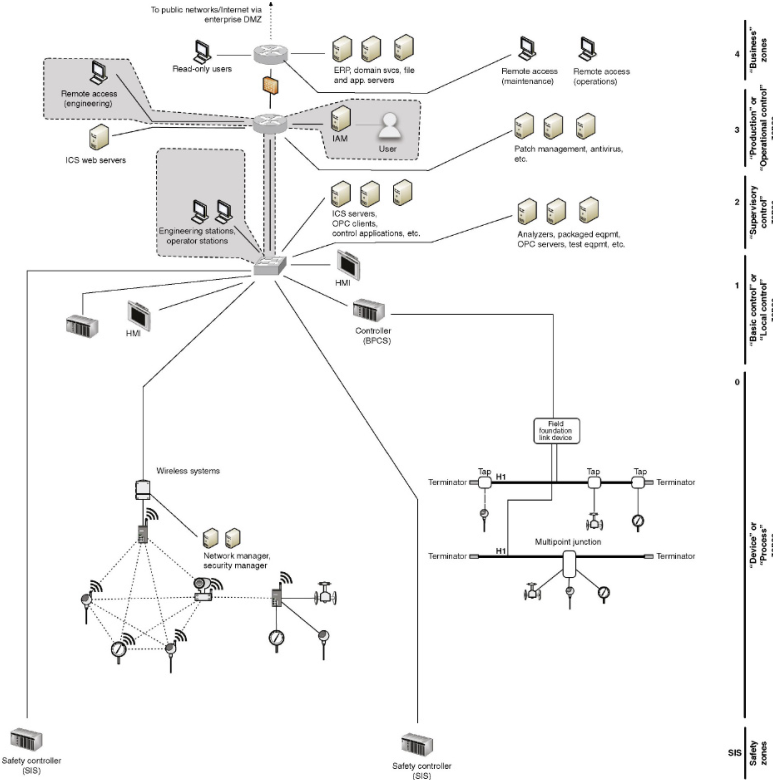 To public networks/Internet via
enterprise DMZ
Read-only users
ERP, domain svcs, file
and app. servers
Remote access
(maintenance)
Remote access
(operations)
4
"Business"
zones
Remote access
(engineering)
IAM
User
ICS web servers
Patch management, antivirus,
etc.
3
"Production" or
"Operational control"
Engineering stations,
operator stations
ICS servers,
OPC clients,
control applications, etc.
Analyzers, packaged eqpmt,
OPC servers, test eqpmt, etc.
2
"Supervisory
control"
HMI
HMI
Controller
(BPCS)
1
"Basic control" or
"Local control"
0
Field
foundation
link device
Wireless systems
Tap
Tap
Tap
Terminator
H1
Terminator
Network manager,
security manager
Multipoint junction
Terminator
H1
Terminator
"Device" or
"Process"
Safety controller
(SIS)
Safety controller
(SIS)
SIS
Safety
zones